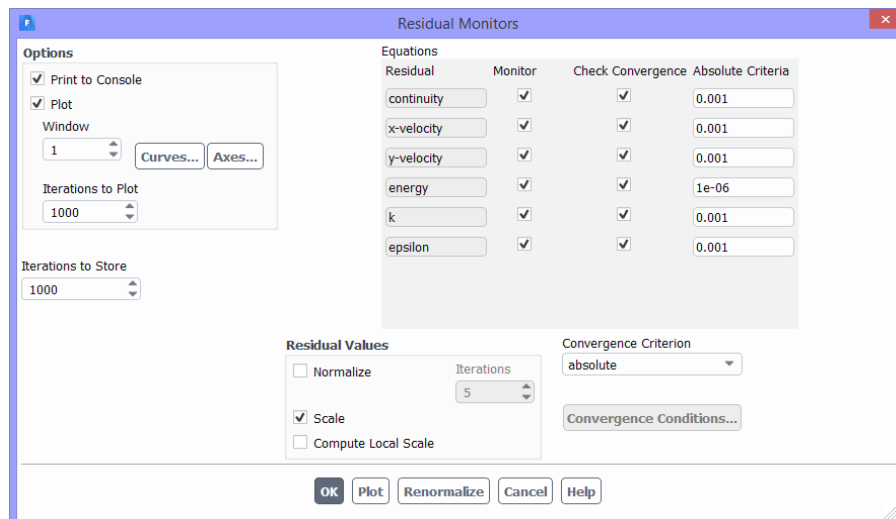 Residual Monitors
Options
Print to Console
Plot
Window
1
Curves... Axes...
Iterations to Plot
1000
Iterations to Store
1000
Equations
Residual Monitor Check Convergence Absolute Criteria
continuity 0.001
x-velocity 0.001
y-velocity 0.001
energy 1e-06
k 0.001
epsilon 0.001
Residual Values
Normalize
Iterations
5
Scale
Compute Local Scale
Convergence Criterion
absolute
Convergence Conditions...
OK Plot Renormalize Cancel Help